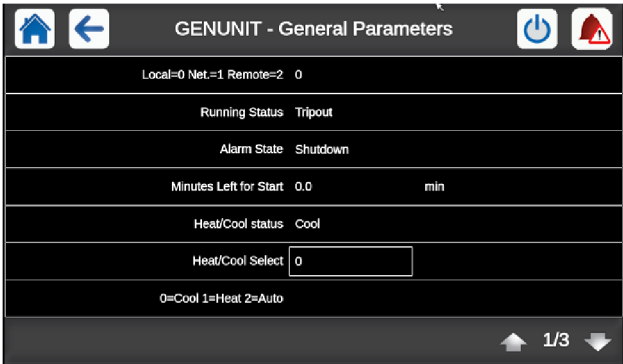 GENUNIT - General Parameters
Local=0 Net.=1 Remote=2 0
Running Status Tripout
Alarm State Shutdown
Minutes Left for Start 0.0 min
Heat/Cool status Cool
Heat/Cool Select 0
0=Cool 1=Heat 2=Auto
1/3